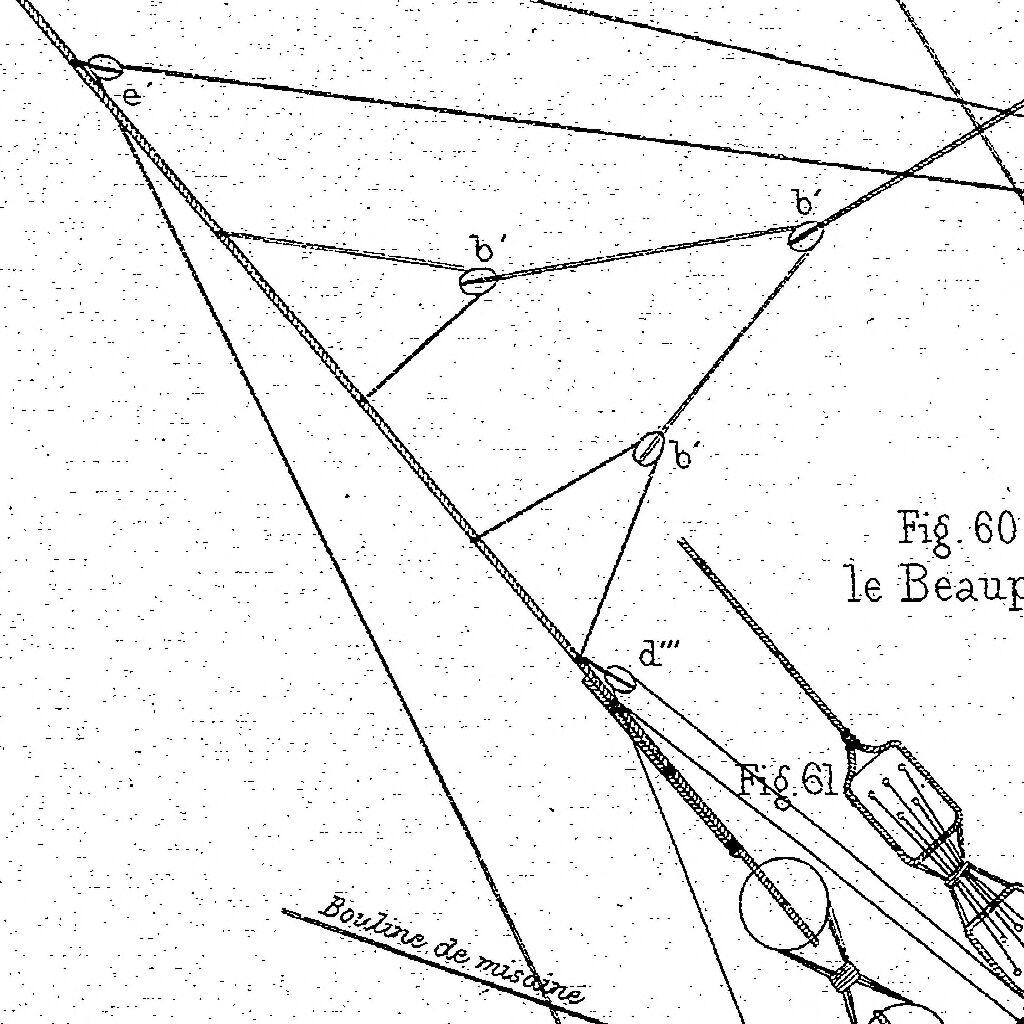 e′
b′
b′
b′
Fig. 60
le Beaup
d‴
Fig. 61
Bouline de misaine